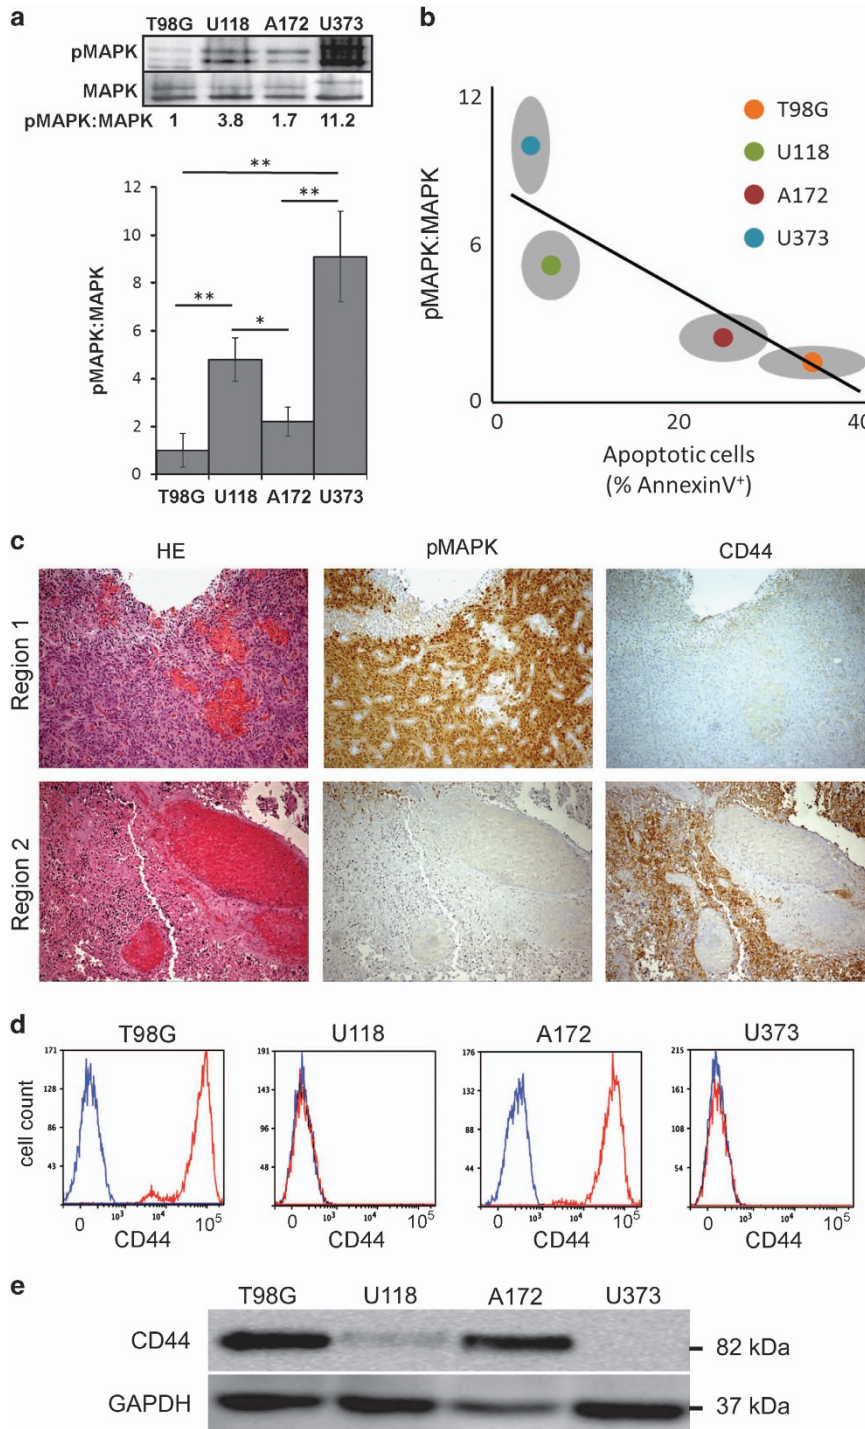 a
T98G U118 A172 U373
pMAPK
MAPK
pMAPK:MAPK 1 3.8 1.7 11.2
** 
**
**
*
12
10
8
6
4
2
0
pMAPK:MAPK
T98G U118 A172 U373
b
12
6
0
pMAPK:MAPK
T98G
U118
A172
U373
0 20 40
Apoptotic cells
(% AnnexinV+)
c
HE pMAPK CD44
Region 1
Region 2
d
T98G U118 A172 U373
cell count
171
128
86
43
0 10³ 10⁴ 10⁵
CD44
191
143
95
48
0 10³ 10⁴ 10⁵
CD44
176
132
88
44
0 10³ 10⁴ 10⁵
CD44
215
161
108
54
0 10³ 10⁴ 10⁵
CD44
e
T98G U118 A172 U373
CD44 82 kDa
GAPDH 37 kDa